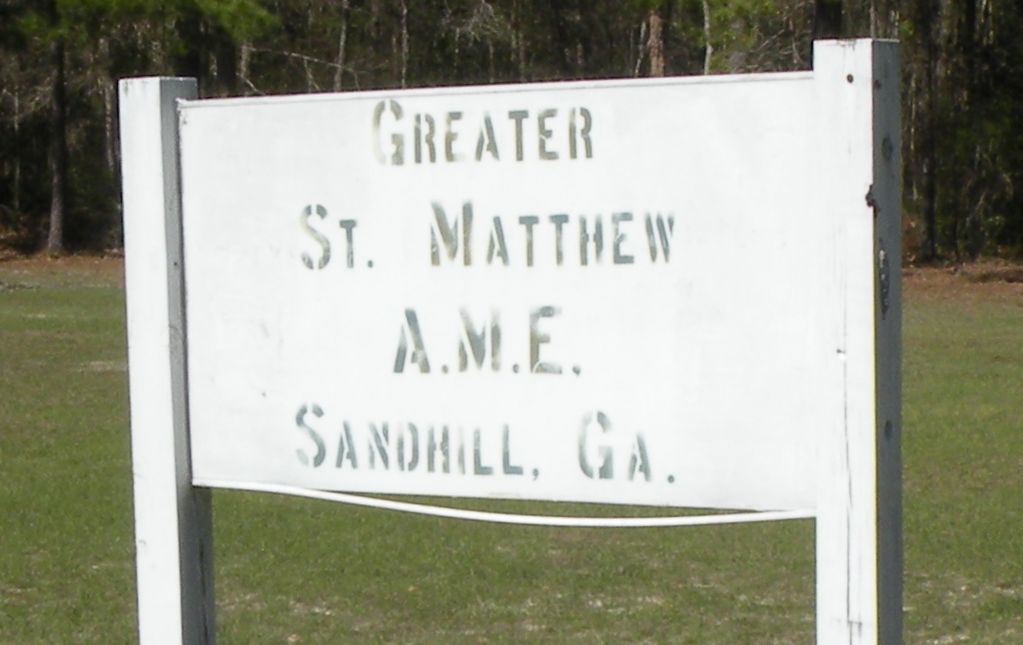 GREATER
ST. MATTHEW
A.M.E.
SANDHILL, GA.